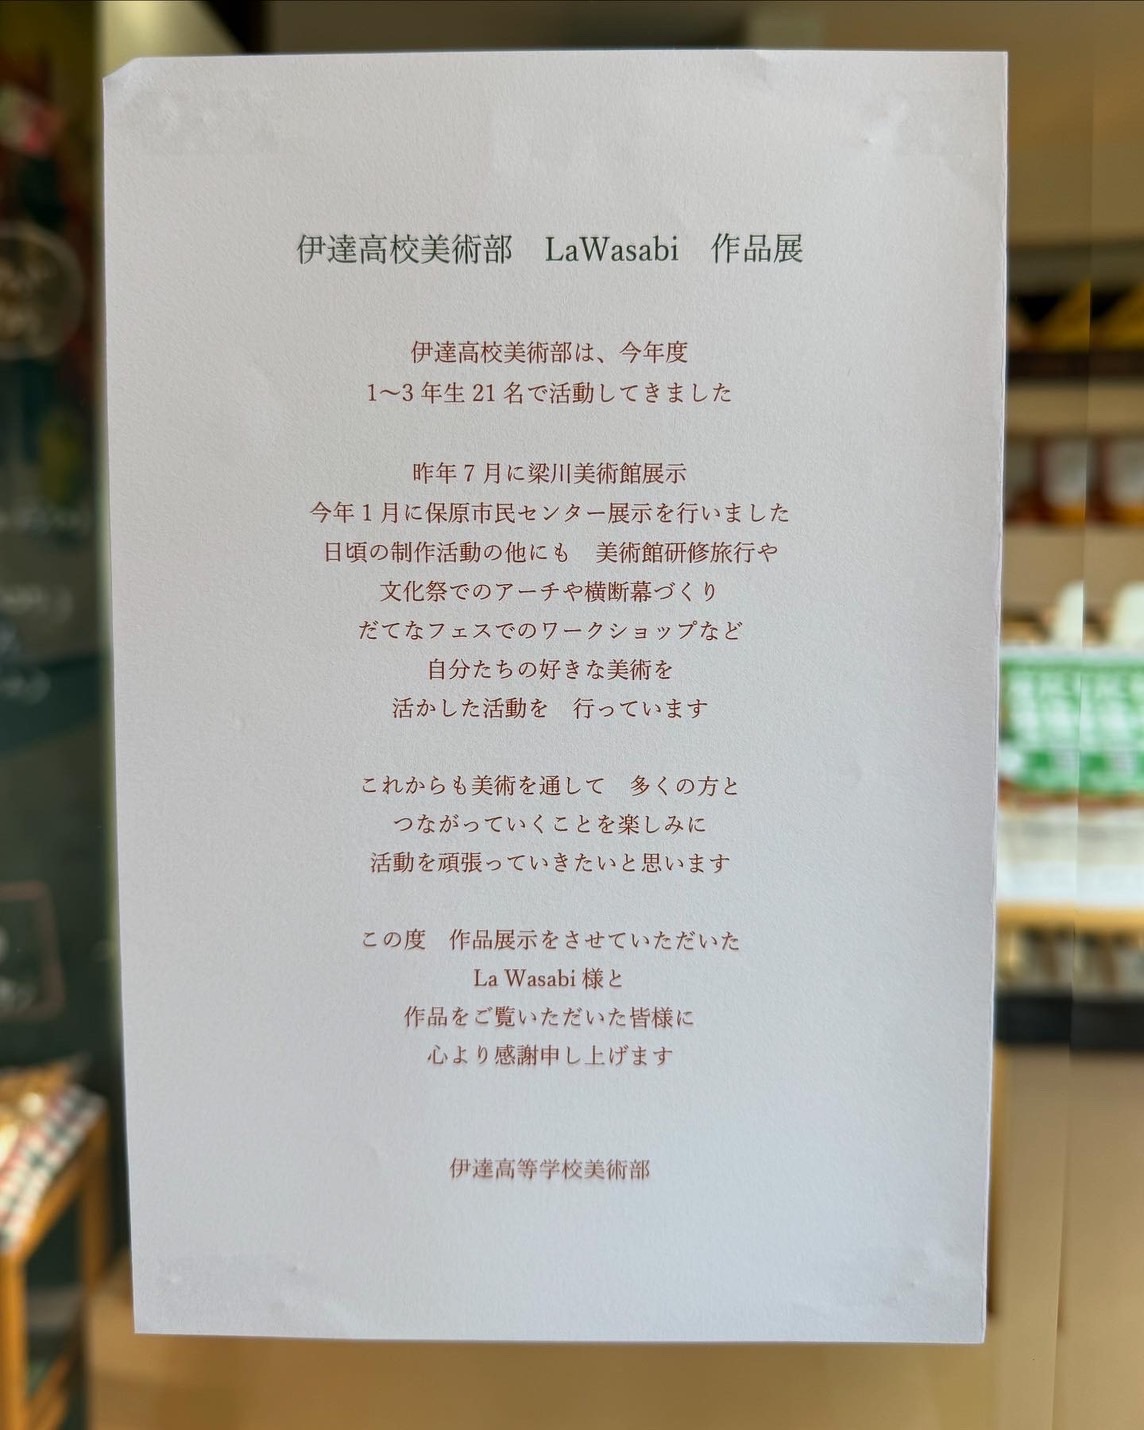 伊達高校美術部　LaWasabi　作品展
伊達高校美術部は、今年度
1〜3 年生 21 名で活動してきました
昨年 7 月に梁川美術館展示
今年 1 月に保原市民センター展示を行いました
日頃の制作活動の他にも　美術館研修旅行や
文化祭でのアーチや横断幕づくり
だてなフェスでのワークショップなど
自分たちの好きな美術を
活かした活動を　行っています
これからも美術を通して　多くの方と
つながっていくことを楽しみに
活動を頑張っていきたいと思います
この度　作品展示をさせていただいた
La Wasabi 様と
作品をご覧いただいた皆様に
心より感謝申し上げます
伊達高等学校美術部